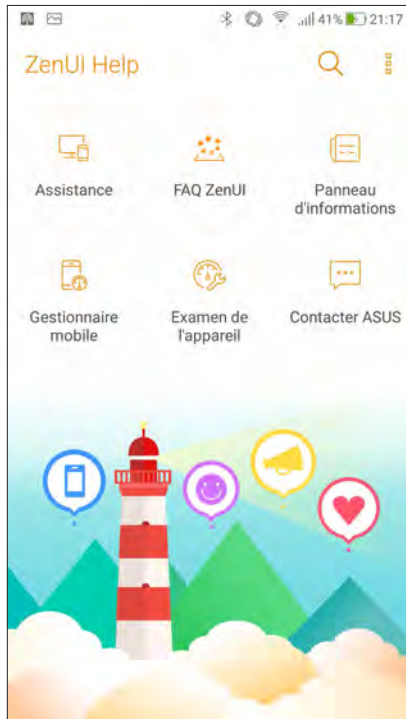 41% 21:17
ZenUI Help
Assistance
FAQ ZenUI
Panneau
d'informations
Gestionnaire
mobile
Examen de
l'appareil
Contacter ASUS